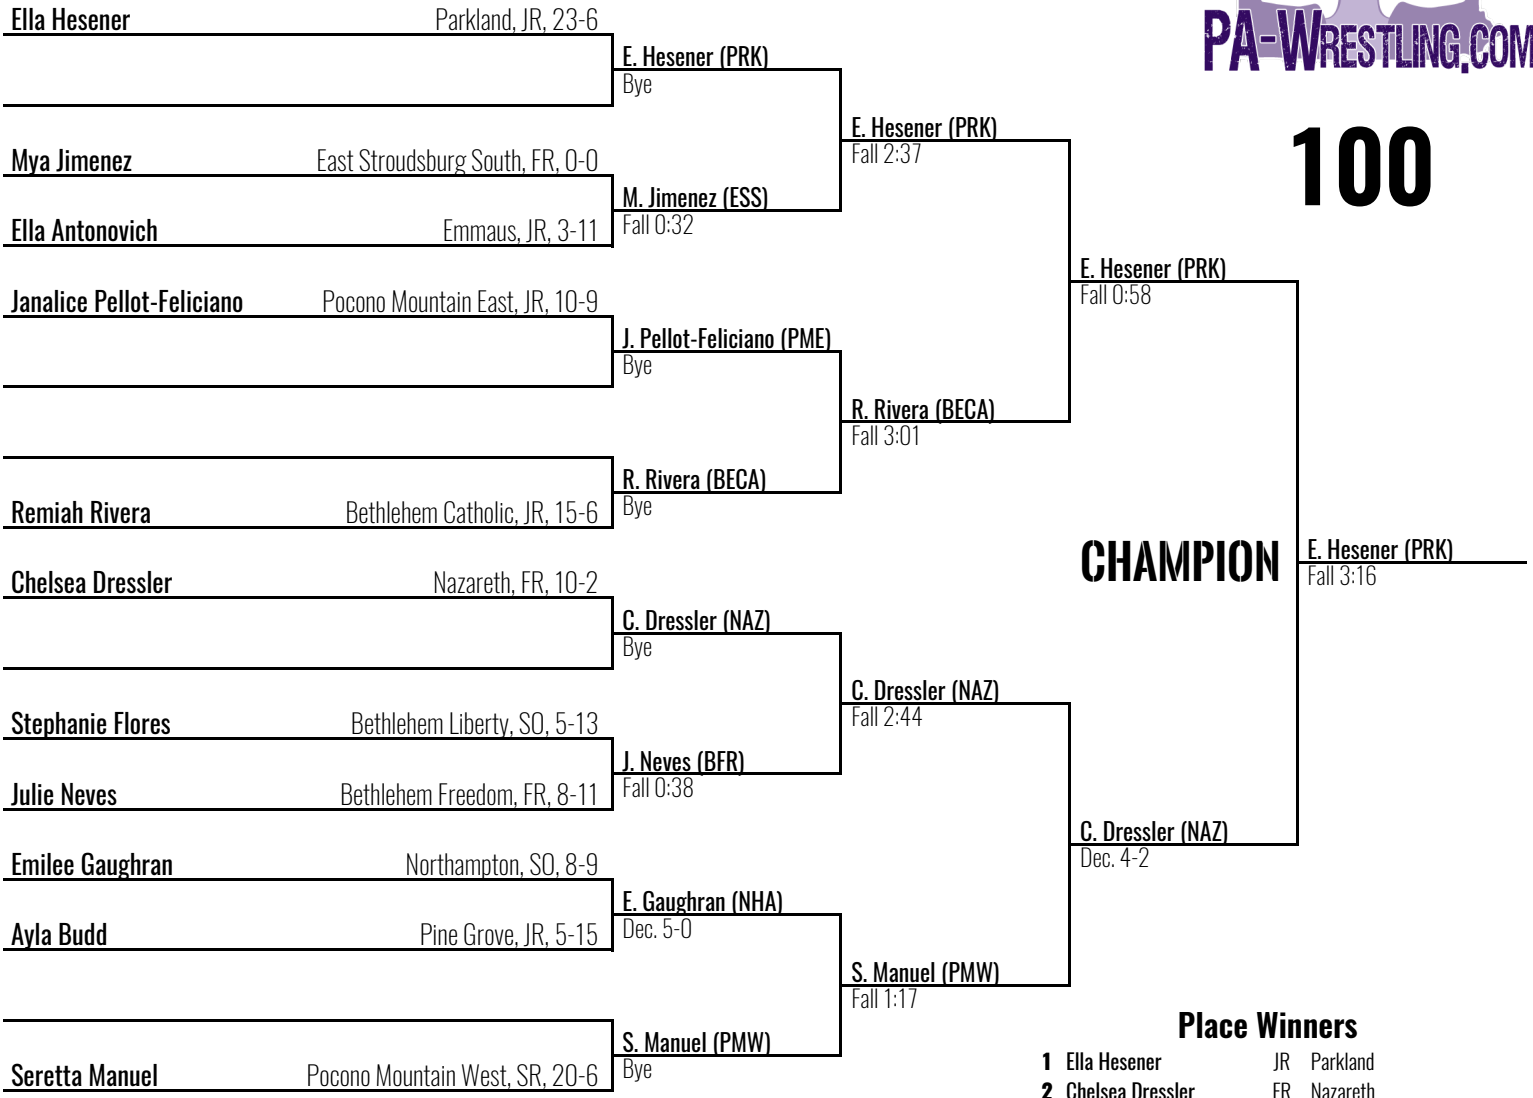 Ella Hesener Parkland, JR, 23-6
PA-WRESTLING.COM
E. Hesener (PRK)
Bye
100
E. Hesener (PRK)
Fall 2:37
Mya Jimenez East Stroudsburg South, FR, 0-0
M. Jimenez (ESS)
Fall 0:32
Ella Antonovich Emmaus, JR, 3-11
E. Hesener (PRK)
Fall 0:58
Janalice Pellot-Feliciano Pocono Mountain East, JR, 10-9
J. Pellot-Feliciano (PME)
Bye
R. Rivera (BECA)
Fall 3:01
R. Rivera (BECA)
Bye
Remiah Rivera Bethlehem Catholic, JR, 15-6
CHAMPION
E. Hesener (PRK)
Fall 3:16
Chelsea Dressler Nazareth, FR, 10-2
C. Dressler (NAZ)
Bye
C. Dressler (NAZ)
Fall 2:44
Stephanie Flores Bethlehem Liberty, SO, 5-13
J. Neves (BFR)
Fall 0:38
Julie Neves Bethlehem Freedom, FR, 8-11
C. Dressler (NAZ)
Dec. 4-2
Emilee Gaughran Northampton, SO, 8-9
E. Gaughran (NHA)
Dec. 5-0
Ayla Budd Pine Grove, JR, 5-15
S. Manuel (PMW)
Fall 1:17
S. Manuel (PMW)
Bye
Seretta Manuel Pocono Mountain West, SR, 20-6
Place Winners
1 Ella Hesener JR Parkland
2 Chelsea Dressler FR Nazareth